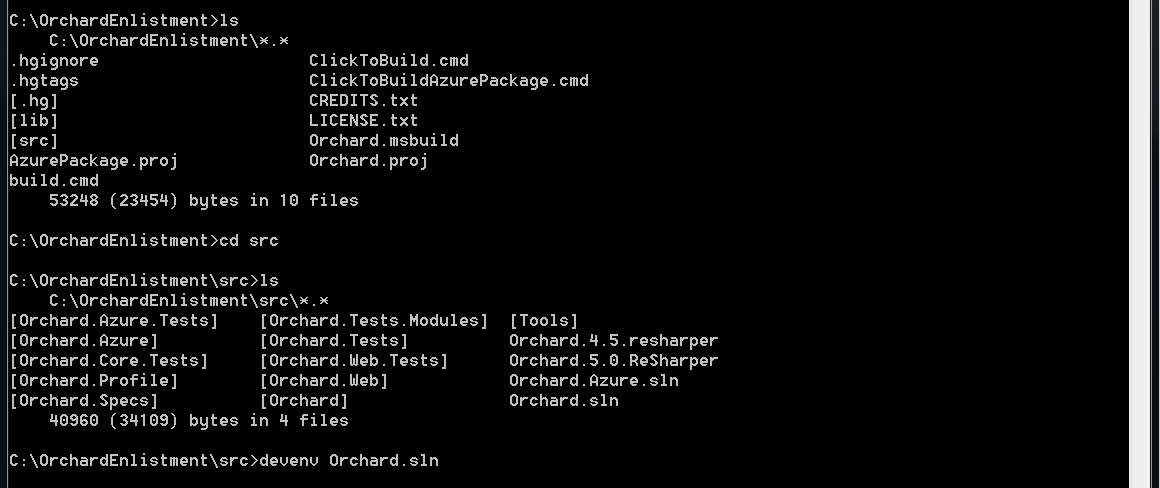 C:\OrchardEnlistment>ls
    C:\OrchardEnlistment\*.*
.hgignore                     ClickToBuild.cmd
.hgtags                       ClickToBuildAzurePackage.cmd
[.hg]                         CREDITS.txt
[lib]                         LICENSE.txt
[src]                         Orchard.msbuild
AzurePackage.proj             Orchard.proj
build.cmd
    53248 (23454) bytes in 10 files
C:\OrchardEnlistment>cd src
C:\OrchardEnlistment\src>ls
    C:\OrchardEnlistment\src\*.*
[Orchard.Azure.Tests]    [Orchard.Tests.Modules]  [Tools]
[Orchard.Azure]          [Orchard.Tests]          Orchard.4.5.resharper
[Orchard.Core.Tests]     [Orchard.Web.Tests]      Orchard.5.0.ReSharper
[Orchard.Profile]        [Orchard.Web]            Orchard.Azure.sln
[Orchard.Specs]          [Orchard]                Orchard.sln
    40960 (34109) bytes in 4 files
C:\OrchardEnlistment\src>devenv Orchard.sln